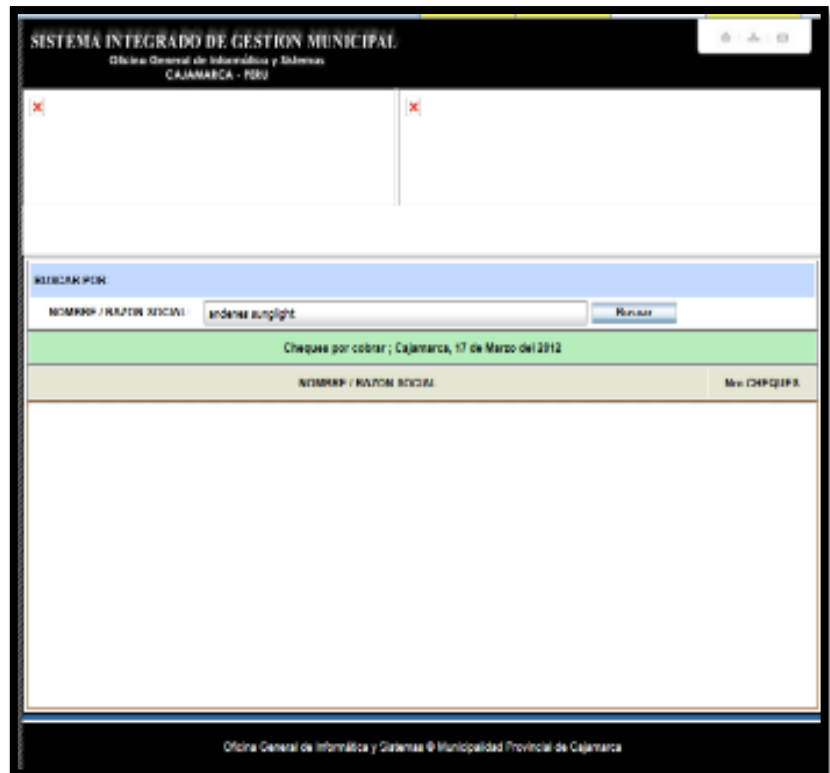 SISTEMA INTEGRADO DE GESTION MUNICIPAL
Oficina General de Informática y Sistemas
CAJAMARCA - PERU
BUSCAR POR:
NOMBRE / RAZON SOCIAL: andenes sunglight Buscar
Cheques por cobrar ; Cajamarca, 17 de Marzo del 2012
NOMBRE / RAZON SOCIAL Nro CHEQUES
Oficina General de Informática y Sistemas © Municipalidad Provincial de Cajamarca